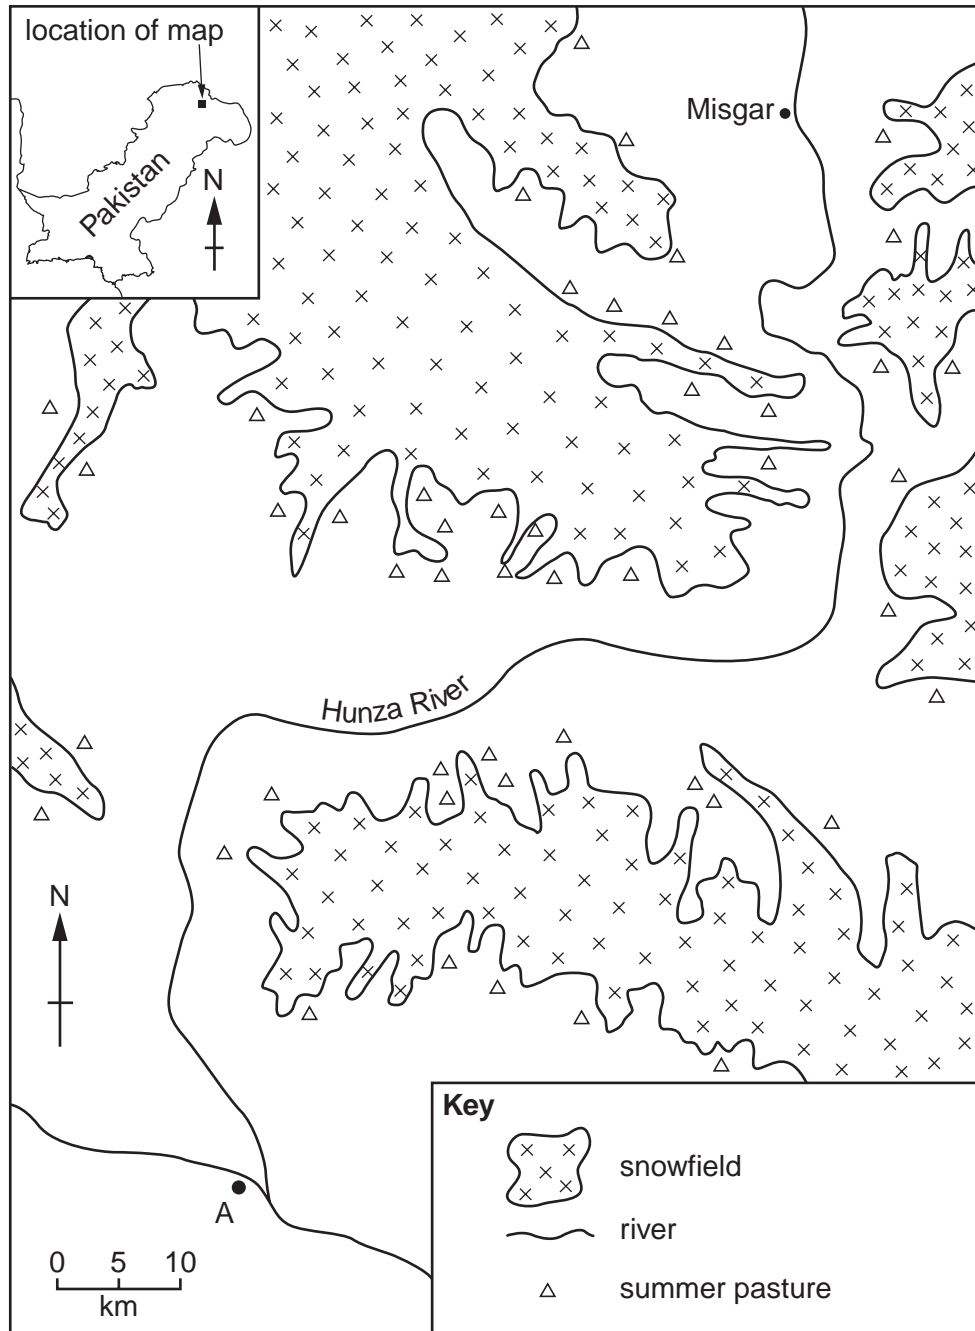 location of map
Pakistan
N
Misgar
Hunza River
N
A
0 5 10
km
Key
snowfield
river
summer pasture